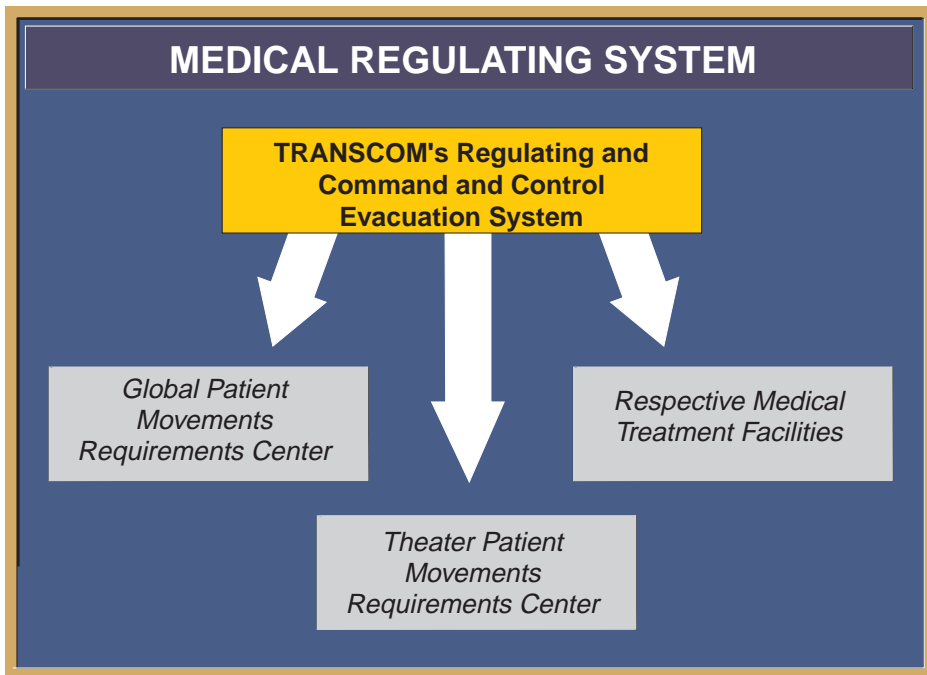 MEDICAL REGULATING SYSTEM
TRANSCOM's Regulating and
Command and Control
Evacuation System
Global Patient
Movements
Requirements Center
Respective Medical
Treatment Facilities
Theater Patient
Movements
Requirements Center